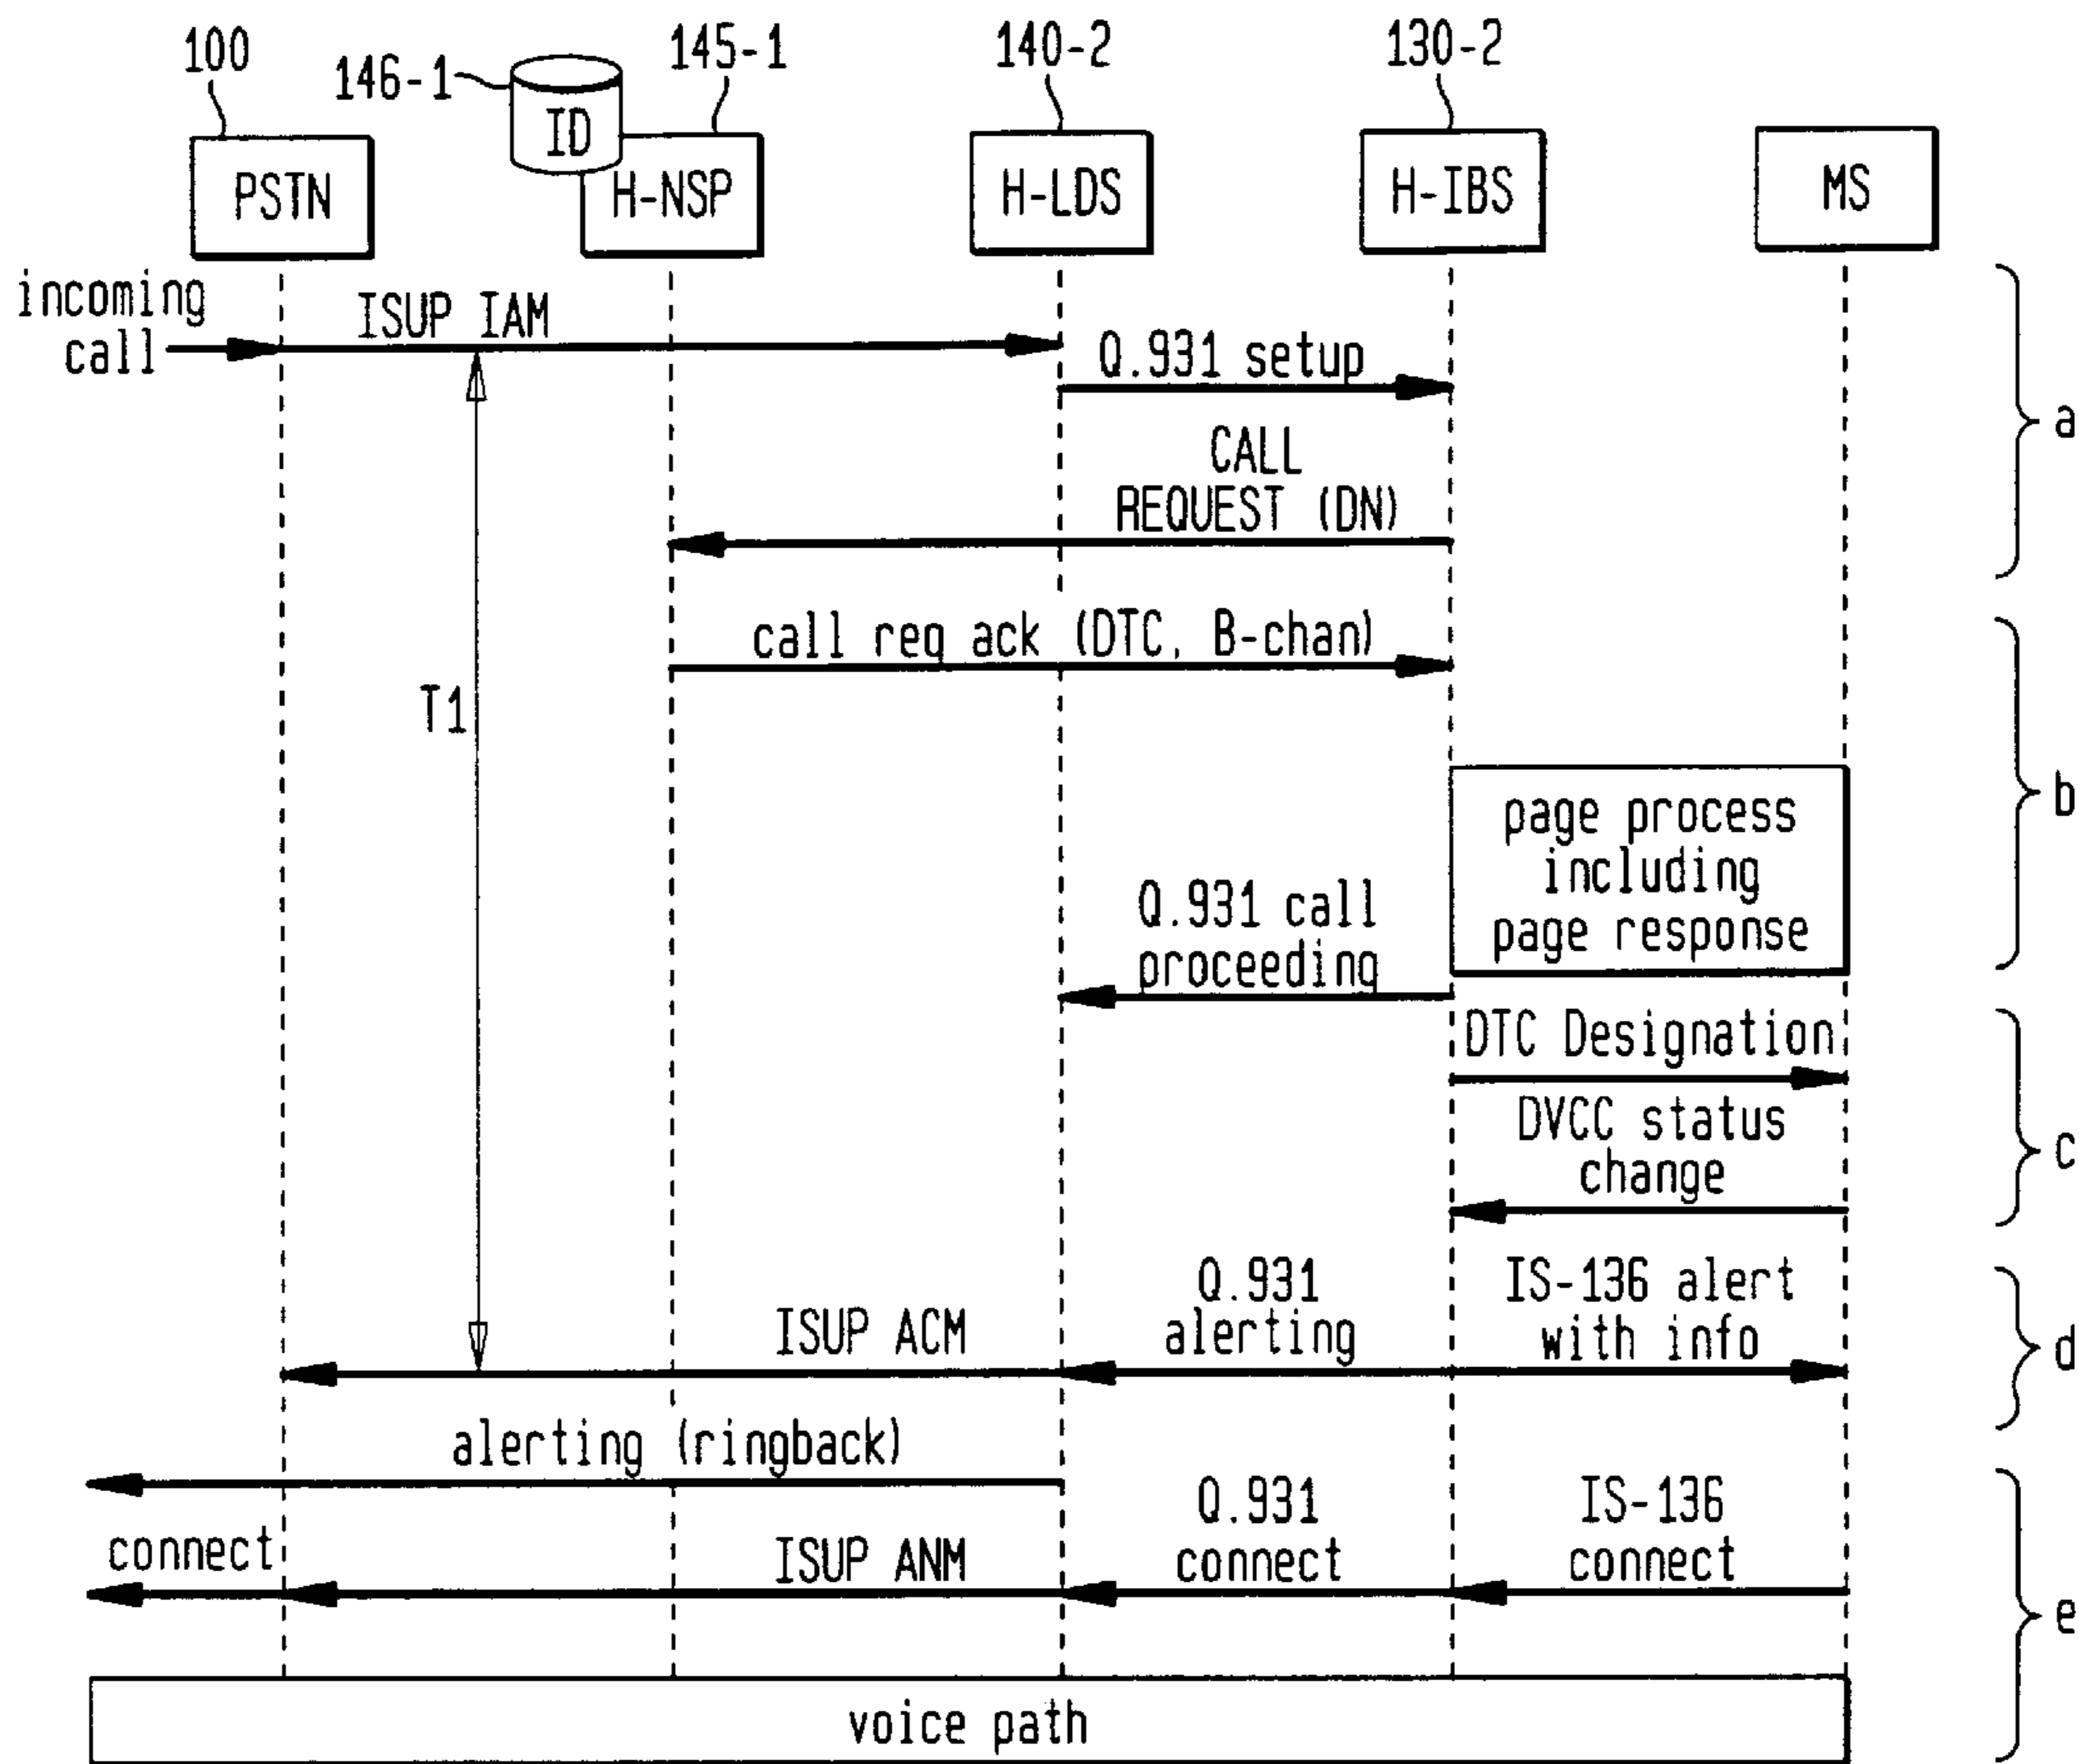 100
146-1
145-1
140-2
130-2
ID
PSTN
H-NSP
H-LDS
H-IBS
MS
incoming
call
ISUP IAM
Q.931 setup
CALL
REQUEST (DN)
a
call req ack (DTC, B-chan)
T1
page process
including
page response
b
Q.931 call
proceeding
DTC Designation
DVCC status
change
c
ISUP ACM
Q.931
alerting
IS-136 alert
with info
d
alerting (ringback)
connect
ISUP ANM
Q.931
connect
IS-136
connect
e
voice path